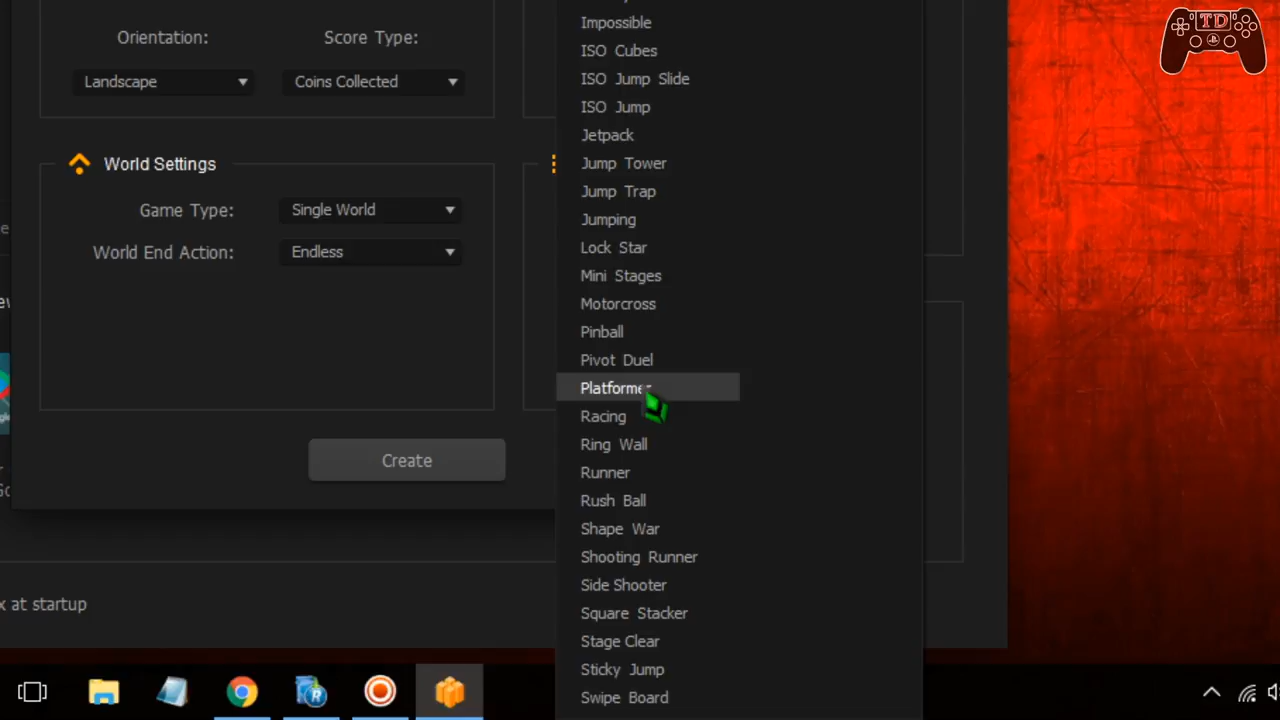 TD
Orientation:
Score Type:
Landscape
Coins Collected
World Settings
Game Type:
Single World
World End Action:
Endless
Create
x at startup
Impossible
ISO Cubes
ISO Jump Slide
ISO Jump
Jetpack
Jump Tower
Jump Trap
Jumping
Lock Star
Mini Stages
Motorcross
Pinball
Pivot Duel
Platformer
Racing
Ring Wall
Runner
Rush Ball
Shape War
Shooting Runner
Side Shooter
Square Stacker
Stage Clear
Sticky Jump
Swipe Board